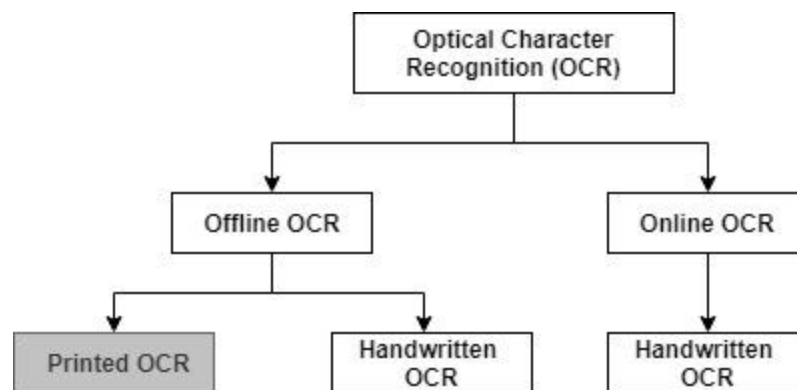 Optical Character
Recognition (OCR)
Offline OCR
Online OCR
Printed OCR
Handwritten
OCR
Handwritten
OCR